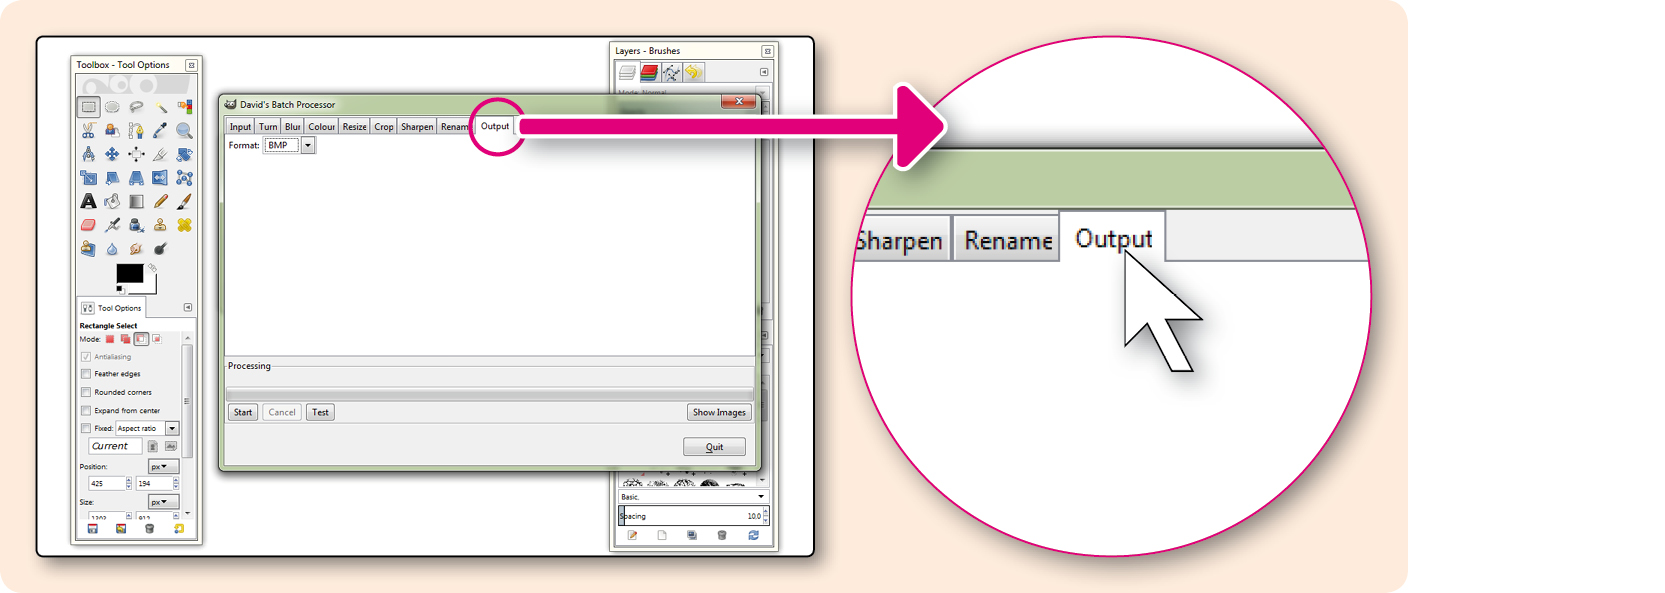 Toolbox - Tool Options
Tool Options
Rectangle Select
Mode:
Antialiasing
Feather edges
Rounded corners
Expand from center
Fixed: Aspect ratio
Current
Position: px
425 194
Size: px
David's Batch Processor
Input Turn Blur Colour Resize Crop Sharpen Renam Output
Format: BMP
Processing
Start Cancel Test Show Images
Quit
Layers - Brushes
Mode: Normal
Basic,
Spacing 10,0
Sharpen Rename Output